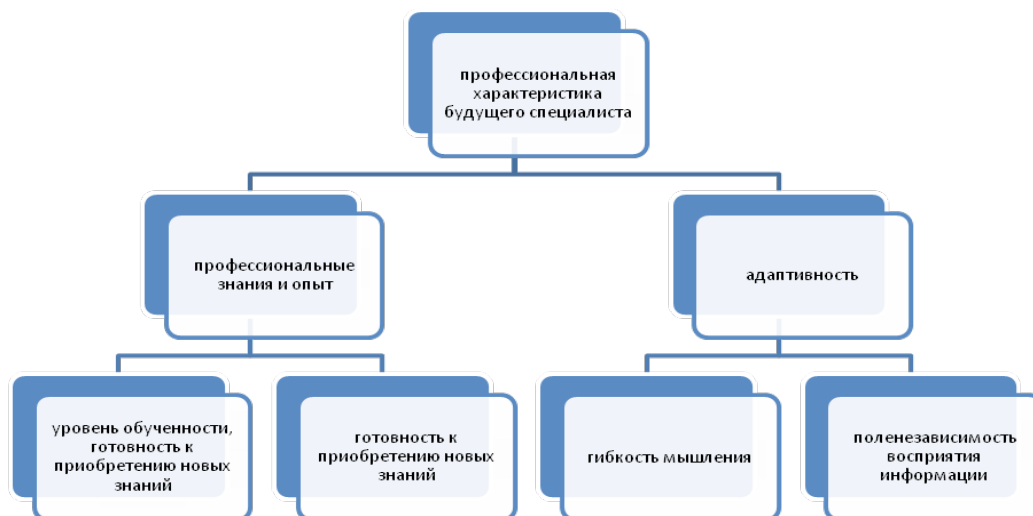 профессиональная
характеристика
будущего специалиста
профессиональные
знания и опыт
адаптивность
уровень обученности,
готовность к
приобретению новых
знаний
готовность к
приобретению новых
знаний
гибкость мышления
поленезависимость
восприятия
информации